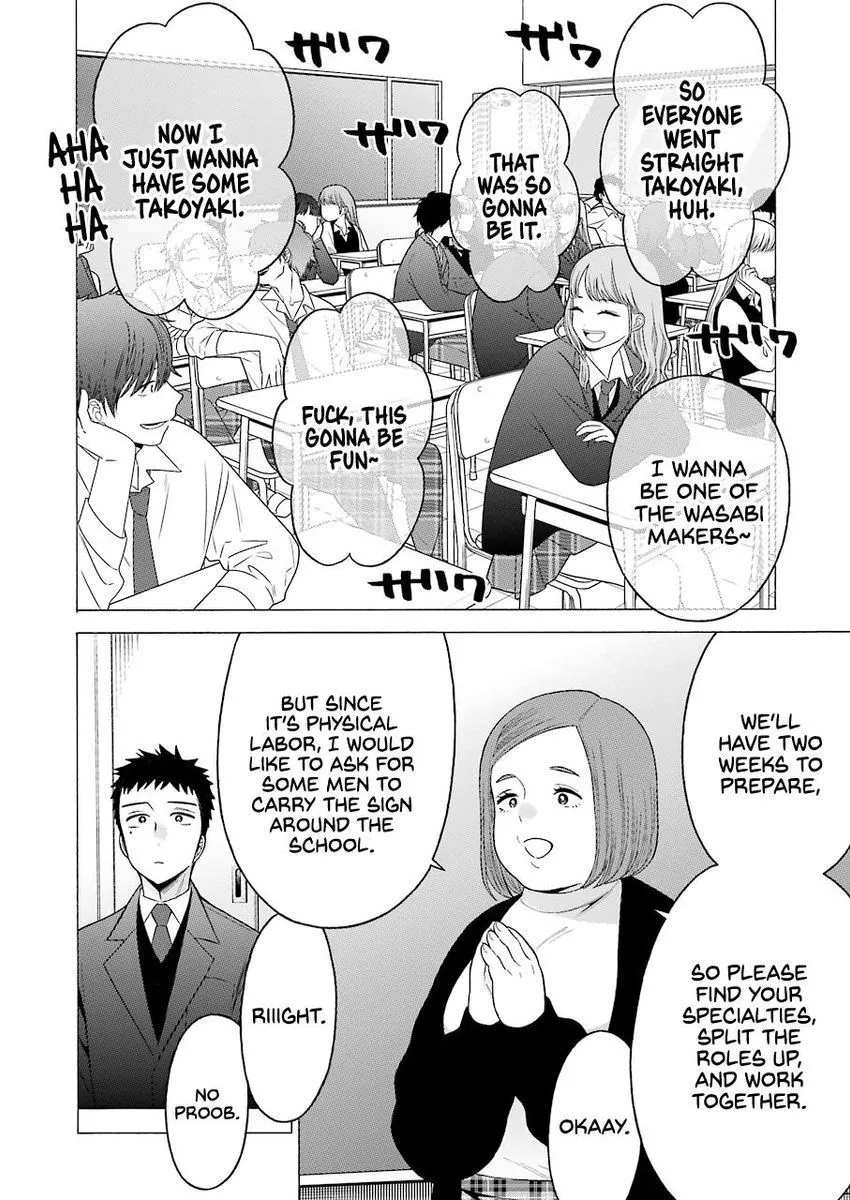 ザワ
ザワ
SO
EVERYONE
WENT
STRAIGHT
TAKOYAKI,
HUH.
THAT
WAS SO
GONNA
BE IT.
ザワ
NOW I
JUST WANNA
HAVE SOME
TAKOYAKI.
AHA
HA
HA
ザワ
I WANNA
BE ONE OF
THE WASABI
MAKERS~
FUCK, THIS
GONNA BE
FUN~
ザワ
WE'LL
HAVE TWO
WEEKS TO
PREPARE,
SO PLEASE
FIND YOUR
SPECIALTIES,
SPLIT THE
ROLES UP,
AND WORK
TOGETHER.
OKAAY.
BUT SINCE
IT'S PHYSICAL
LABOR, I WOULD
LIKE TO ASK FOR
SOME MEN TO
CARRY THE SIGN
AROUND THE
SCHOOL.
RIIIGHT.
NO
PROOB.